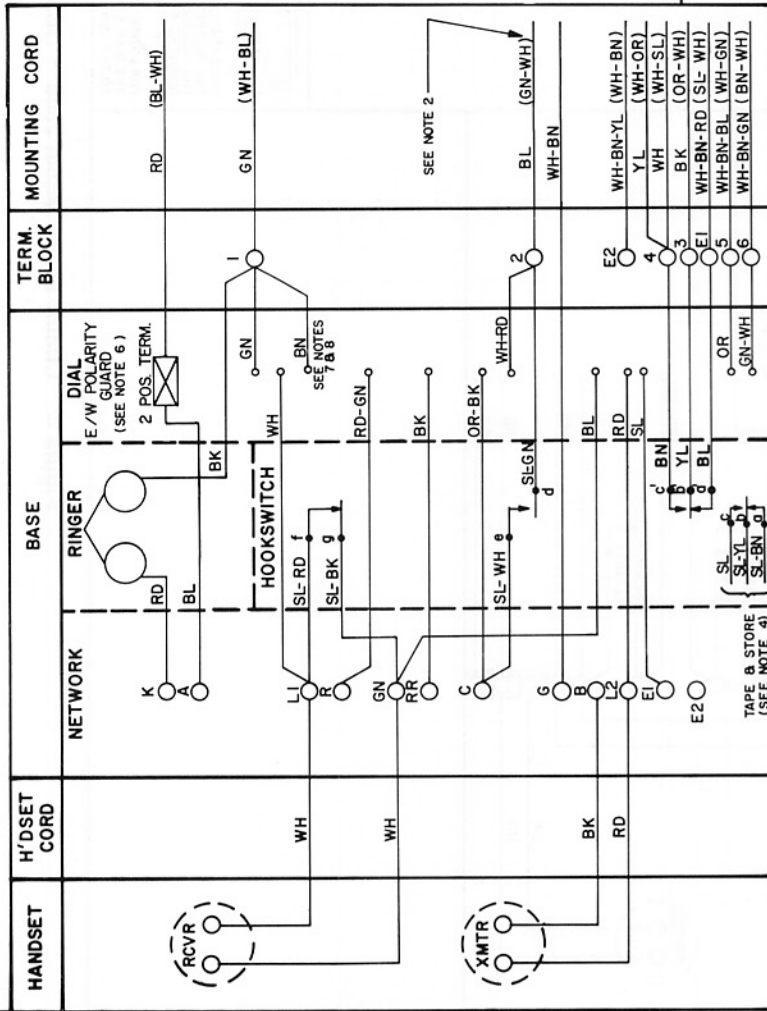 HANDSET
H'DSET
CORD
BASE
TERM.
BLOCK
MOUNTING CORD
NETWORK
RINGER
DIAL
E/W POLARITY
GUARD
(SEE NOTE 6)
2 POS. TERM.
HOOKSWITCH
RCVR
XMTR
WH
WH
BK
RD
K
A
L1
R
GN
RR
C
G
B
L2
E1
E2
RD
BL
BK
SL-RD
f
SL-BK
g
SL-WH
e
SL-GN
d
BN
c'
YL
b'
BL
a'
SL
c
SL-YL
b
SL-BN
a
TAPE & STORE
(SEE NOTE 4)
GN
WH
BN
SEE NOTES
7 & 8
RD-GN
BK
OR-BK
WH-RD
BL
RD
SL
OR
GN-WH
1
2
E2
4
3
E1
5
6
RD (BL-WH)
GN (WH-BL)
SEE NOTE 2
BL (GN-WH)
WH-BN
WH-BN-YL (WH-BN)
YL (WH-OR)
WH (WH-SL)
BK (OR-WH)
WH-BN-RD (SL-WH)
WH-BN-BL (WH-GN)
WH-BN-GN (BN-WH)